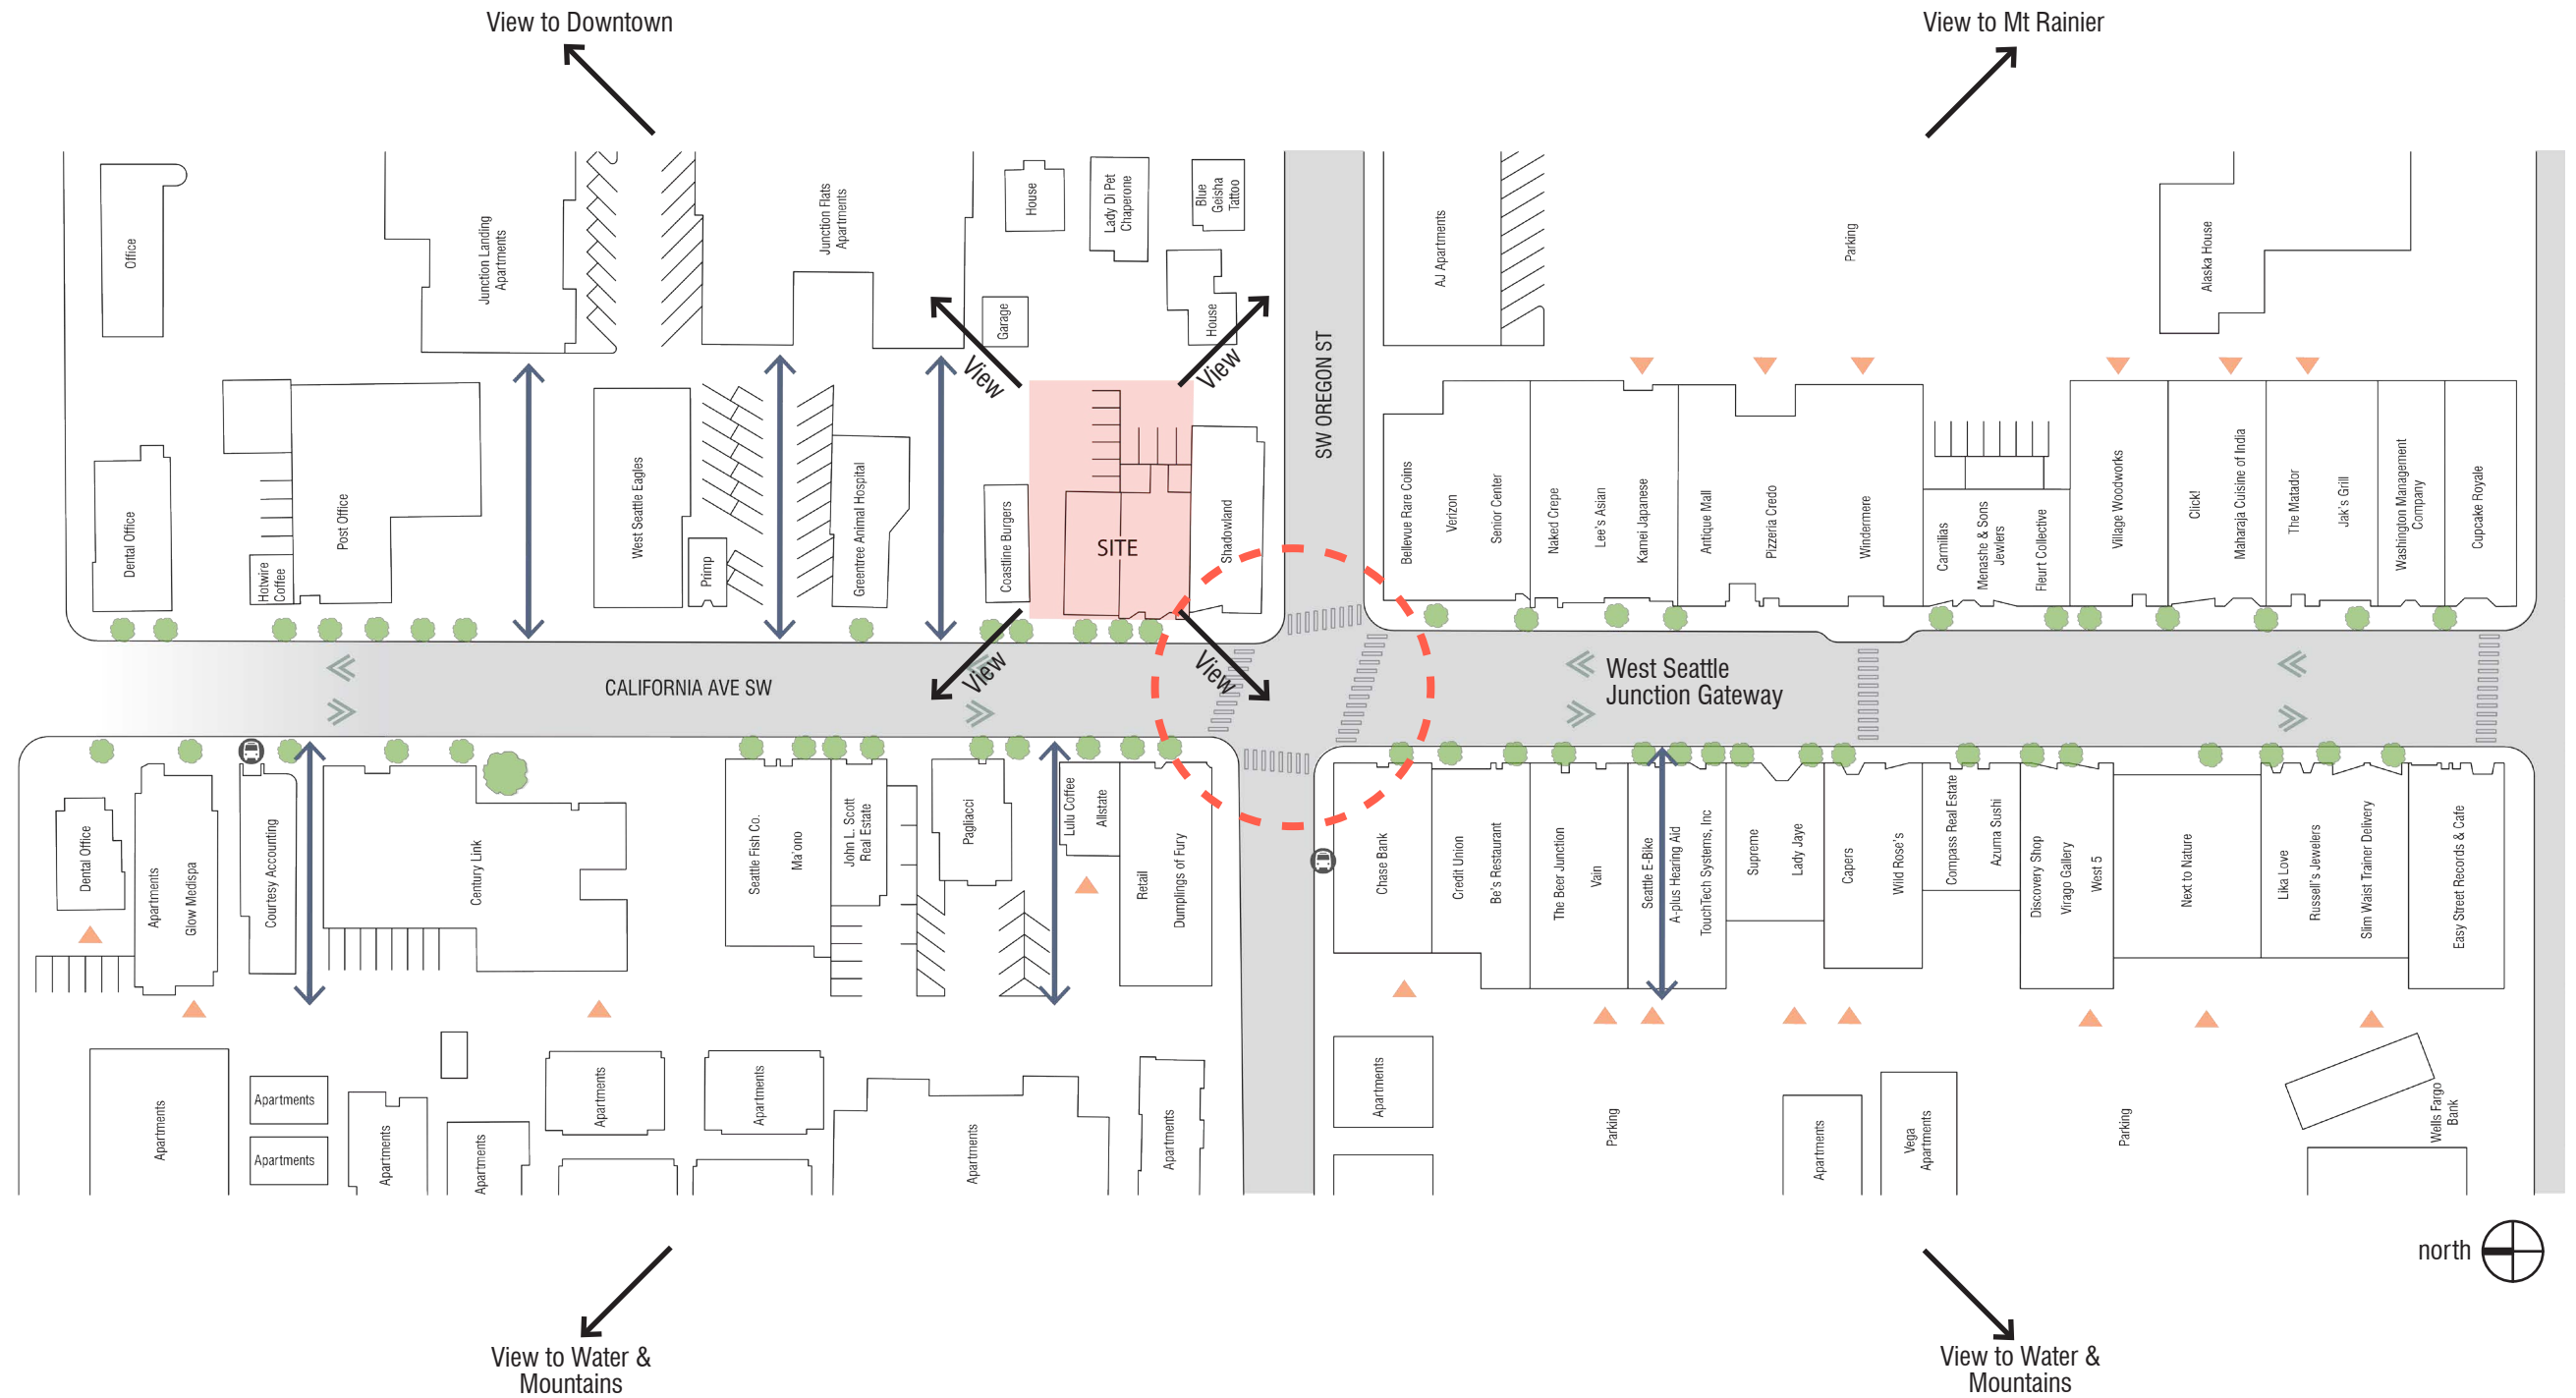 View to Downtown
View to Mt Rainier
Office
Junction Landing
Apartments
Junction Flats
Apartments
House
Lady Di Pet
Chaperone
Blue
Geisha
Tattoo
Garage
House
AJ Apartments
Parking
Alaska House
View
View
SW OREGON ST
Dental Office
Hotwire
Coffee
Post Office
West Seattle Eagles
Primp
Greentree Animal Hospital
Coastline Burgers
SITE
Shadowland
Bellevue Rare Coins
Verizon
Senior Center
Naked Crepe
Lee's Asian
Kamei Japanese
Antique Mall
Pizzeria Credo
Windermere
Carmilias
Menashe & Sons
Jewlers
Fleurt Collective
Village Woodworks
Click!
Maharaja Cuisine of India
The Matador
Jak's Grill
Washington Management
Company
Cupcake Royale
View
View
CALIFORNIA AVE SW
West Seattle
Junction Gateway
Dental Office
Apartments
Glow Medispa
Courtesy Accounting
Century Link
Seattle Fish Co.
Ma'ono
John L. Scott
Real Estate
Pagliacci
Lulu Coffee
Allstate
Retail
Dumplings of Fury
Chase Bank
Credit Union
Be's Restaurant
The Beer Junction
Vain
Seattle E-Bike
A-plus Hearing Aid
TouchTech Systems, Inc
Supreme
Lady Jaye
Capers
Wild Rose's
Compass Real Estate
Azuma Sushi
Discovery Shop
Virago Gallery
West 5
Next to Nature
Lika Love
Russell's Jewelers
Slim Waist Trainer Delivery
Easy Street Records & Cafe
Apartments
Apartments
Apartments
Apartments
Apartments
Apartments
Apartments
Apartments
Apartments
Apartments
Parking
Apartments
Vega
Apartments
Parking
Wells Fargo
Bank
north
View to Water &
Mountains
View to Water &
Mountains